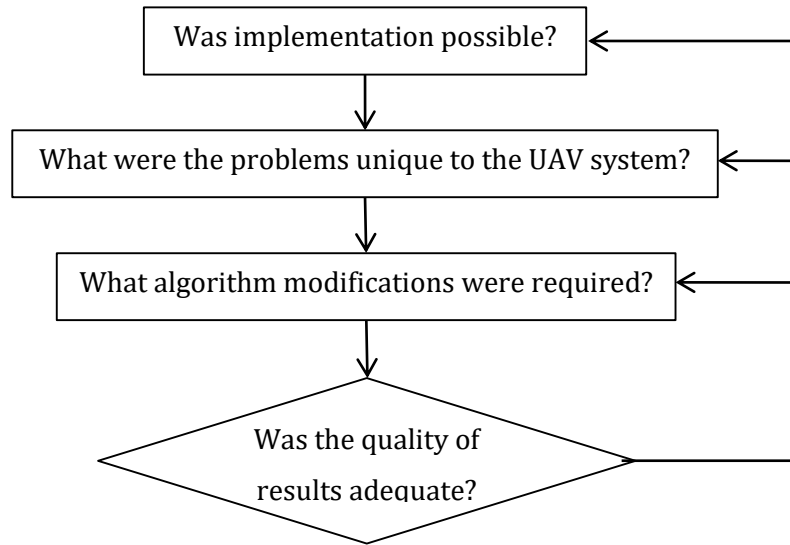 Was implementation possible?
What were the problems unique to the UAV system?
What algorithm modifications were required?
Was the quality of
results adequate?